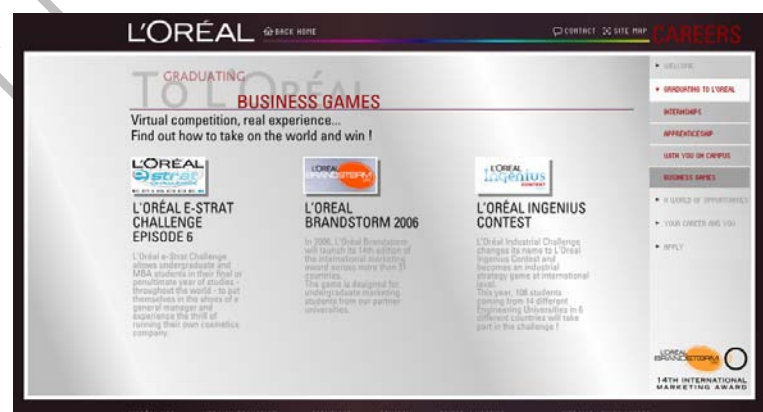 L'ORÉAL
BACK HOME
CONTACT
SITE MAP
CAREERS
GRADUATING
TO L'ORÉAL
BUSINESS GAMES
Virtual competition, real experience...
Find out how to take on the world and win !
L'ORÉAL
e-strat
CHALLENGE
L'ORÉAL E-STRAT
CHALLENGE
EPISODE 6
L'Oréal e-Strat Challenge
allows undergraduate and
MBA students in their final or
penultimate year of studies -
throughout the world - to put
themselves in the shoes of a
general manager and
experience the thrill of
running their own cosmetics
company.
L'ORÉAL
BRANDSTORM
L'OREAL
BRANDSTORM 2006
In 2006, L'Oréal Brandstorm
will launch its 14th edition of
the international marketing
award across more than 31
countries.
The game is designed for
undergraduate marketing
students from our partner
universities.
L'ORÉAL
Ingénius
CONTEST
L'ORÉAL INGENIUS
CONTEST
L'Oréal Industrial Challenge
changes its name to L'Oreal
Ingenius Contest and
becomes an industrial
strategy game at international
level.
This year, 108 students
coming from 14 different
Engineering Universities in 6
different countries will take
part in the challenge !
WELCOME
GRADUATING TO L'ORÉAL
INTERNSHIPS
APPRENTICESHIP
WITH YOU ON CAMPUS
BUSINESS GAMES
A WORLD OF OPPORTUNITIES
YOUR CAREER AND YOU
APPLY
L'ORÉAL
BRANDSTORM
14TH INTERNATIONAL
MARKETING AWARD